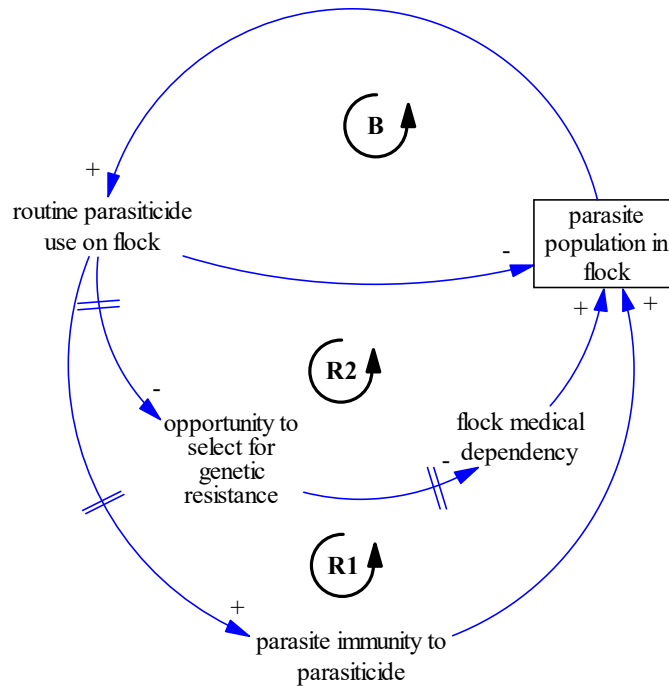 B
+
routine parasiticide
use on flock
parasite
population in
flock
-
+
+
R2
-
opportunity to
select for
genetic
resistance
flock medical
dependency
-
R1
+
parasite immunity to
parasiticide